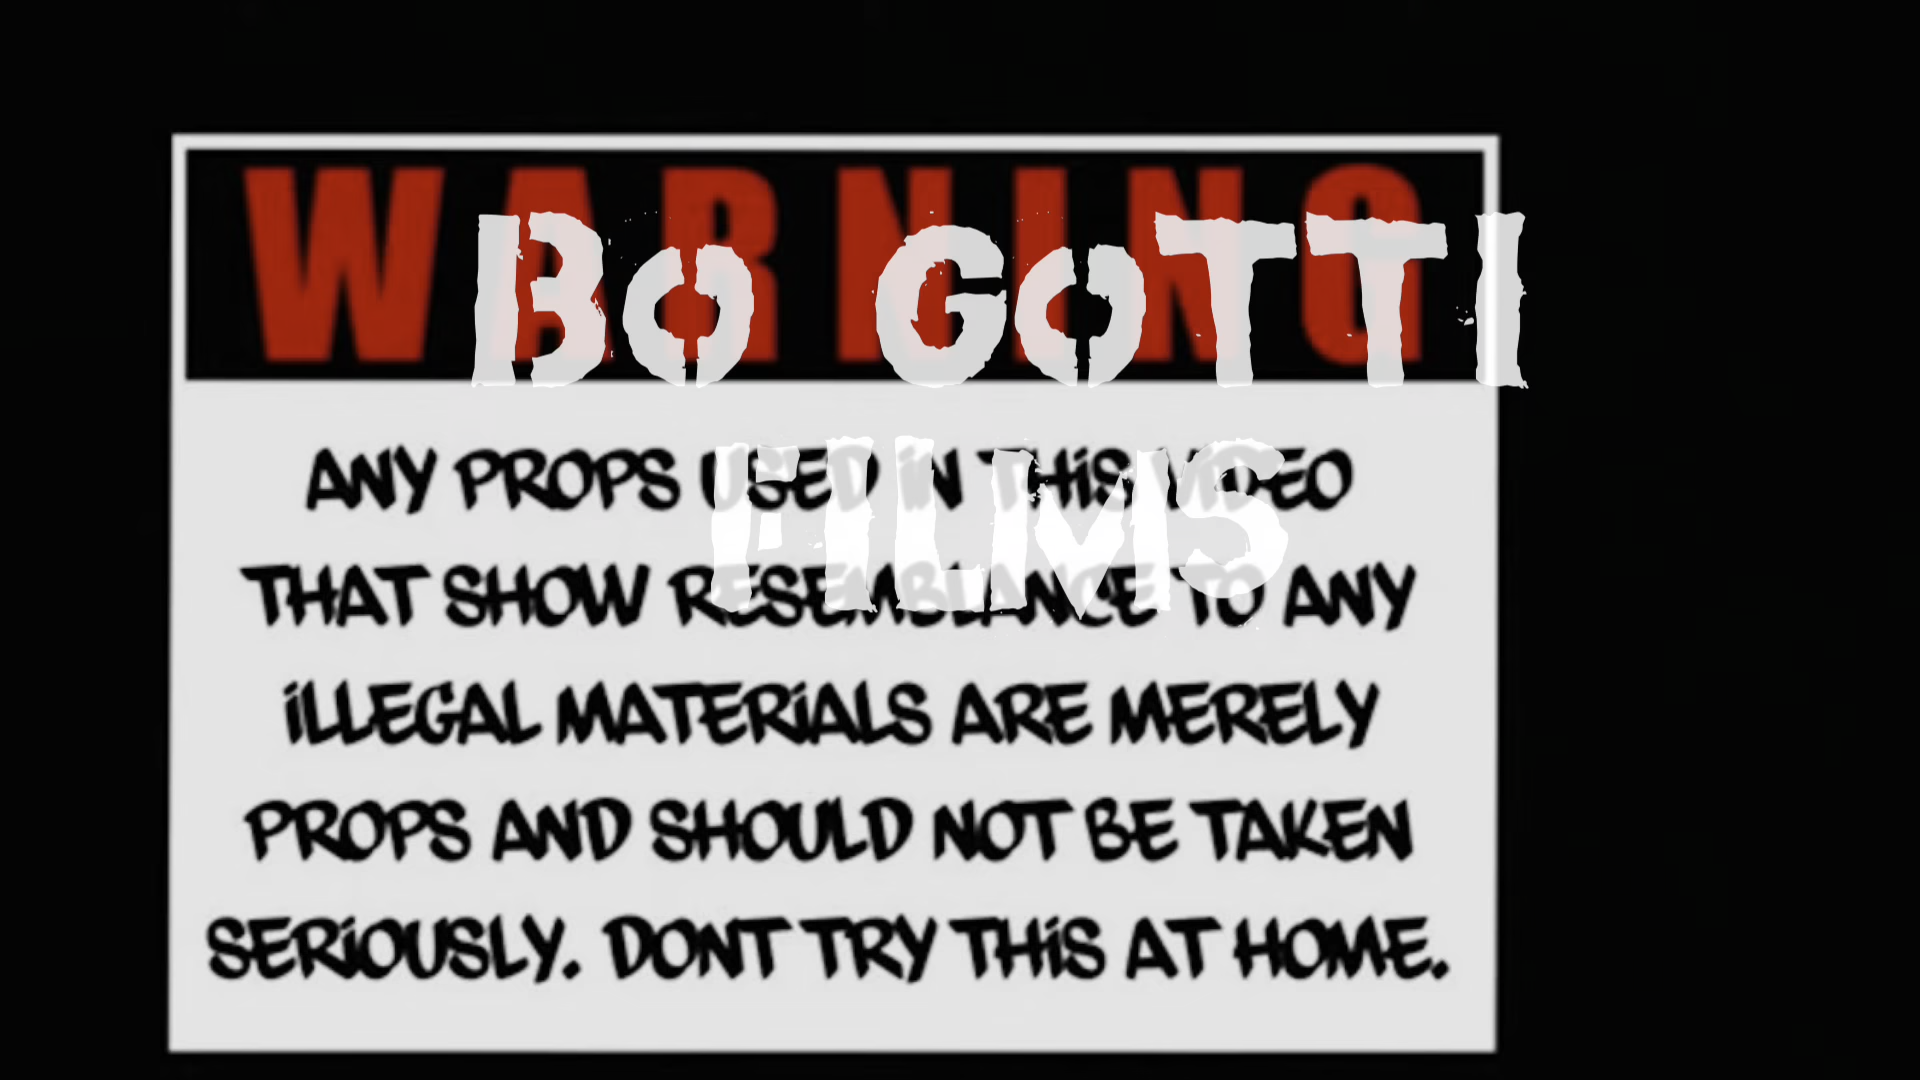 WARNING
BO GOTTI
FILMS
ANY PROPS USED iN THiS ViDEO
THAT SHOW RESEMBLANCE TO ANY
iLLEGAL MATERiALS ARE MERELY
PROPS AND SHOULD NOT BE TAKEN
SERiOUSLY. DONT TRY THiS AT HOME.